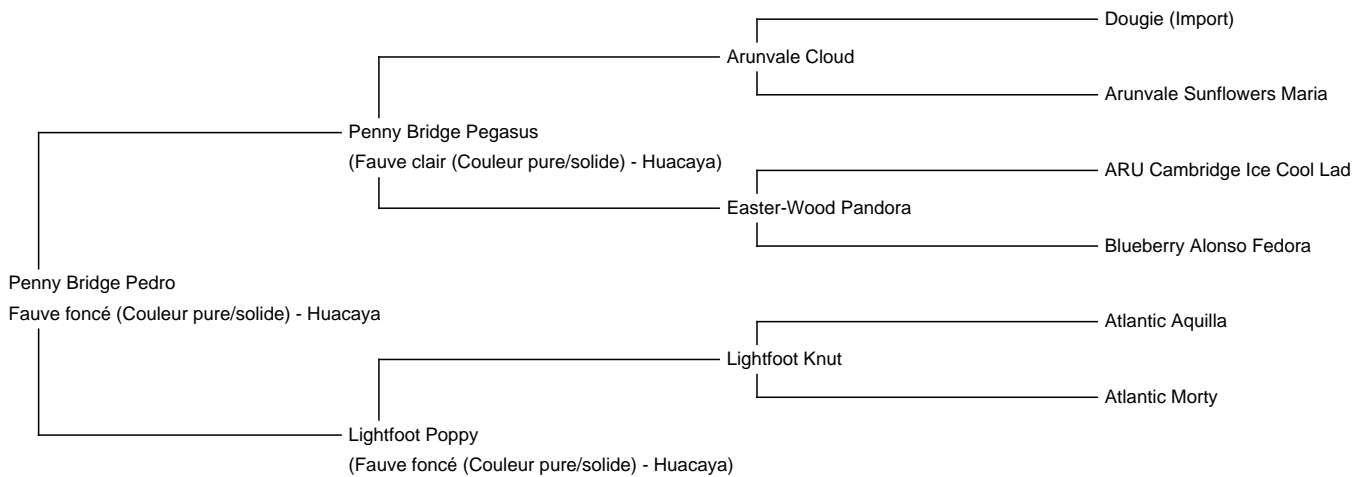 Dougie (Import)
Arunvale Cloud
Arunvale Sunflowers Maria
Penny Bridge Pegasus
(Fauve clair (Couleur pure/solide) - Huacaya)
ARU Cambridge Ice Cool Lad
Easter-Wood Pandora
Blueberry Alonso Fedora
Penny Bridge Pedro
Fauve foncé (Couleur pure/solide) - Huacaya
Atlantic Aquilla
Lightfoot Knut
Atlantic Morty
Lightfoot Poppy
(Fauve foncé (Couleur pure/solide) - Huacaya)